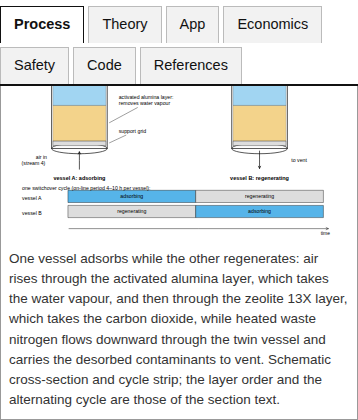 Process Theory App Economics
Safety Code References
activated alumina layer:
removes water vapour
support grid
air in
(stream 4)
to vent
vessel A: adsorbing
vessel B: regenerating
one switchover cycle (on-line period 4–10 h per vessel):
vessel A adsorbing regenerating
vessel B regenerating adsorbing
time
One vessel adsorbs while the other regenerates: air
rises through the activated alumina layer, which takes
the water vapour, and then through the zeolite 13X layer,
which takes the carbon dioxide, while heated waste
nitrogen flows downward through the twin vessel and
carries the desorbed contaminants to vent. Schematic
cross-section and cycle strip; the layer order and the
alternating cycle are those of the section text.